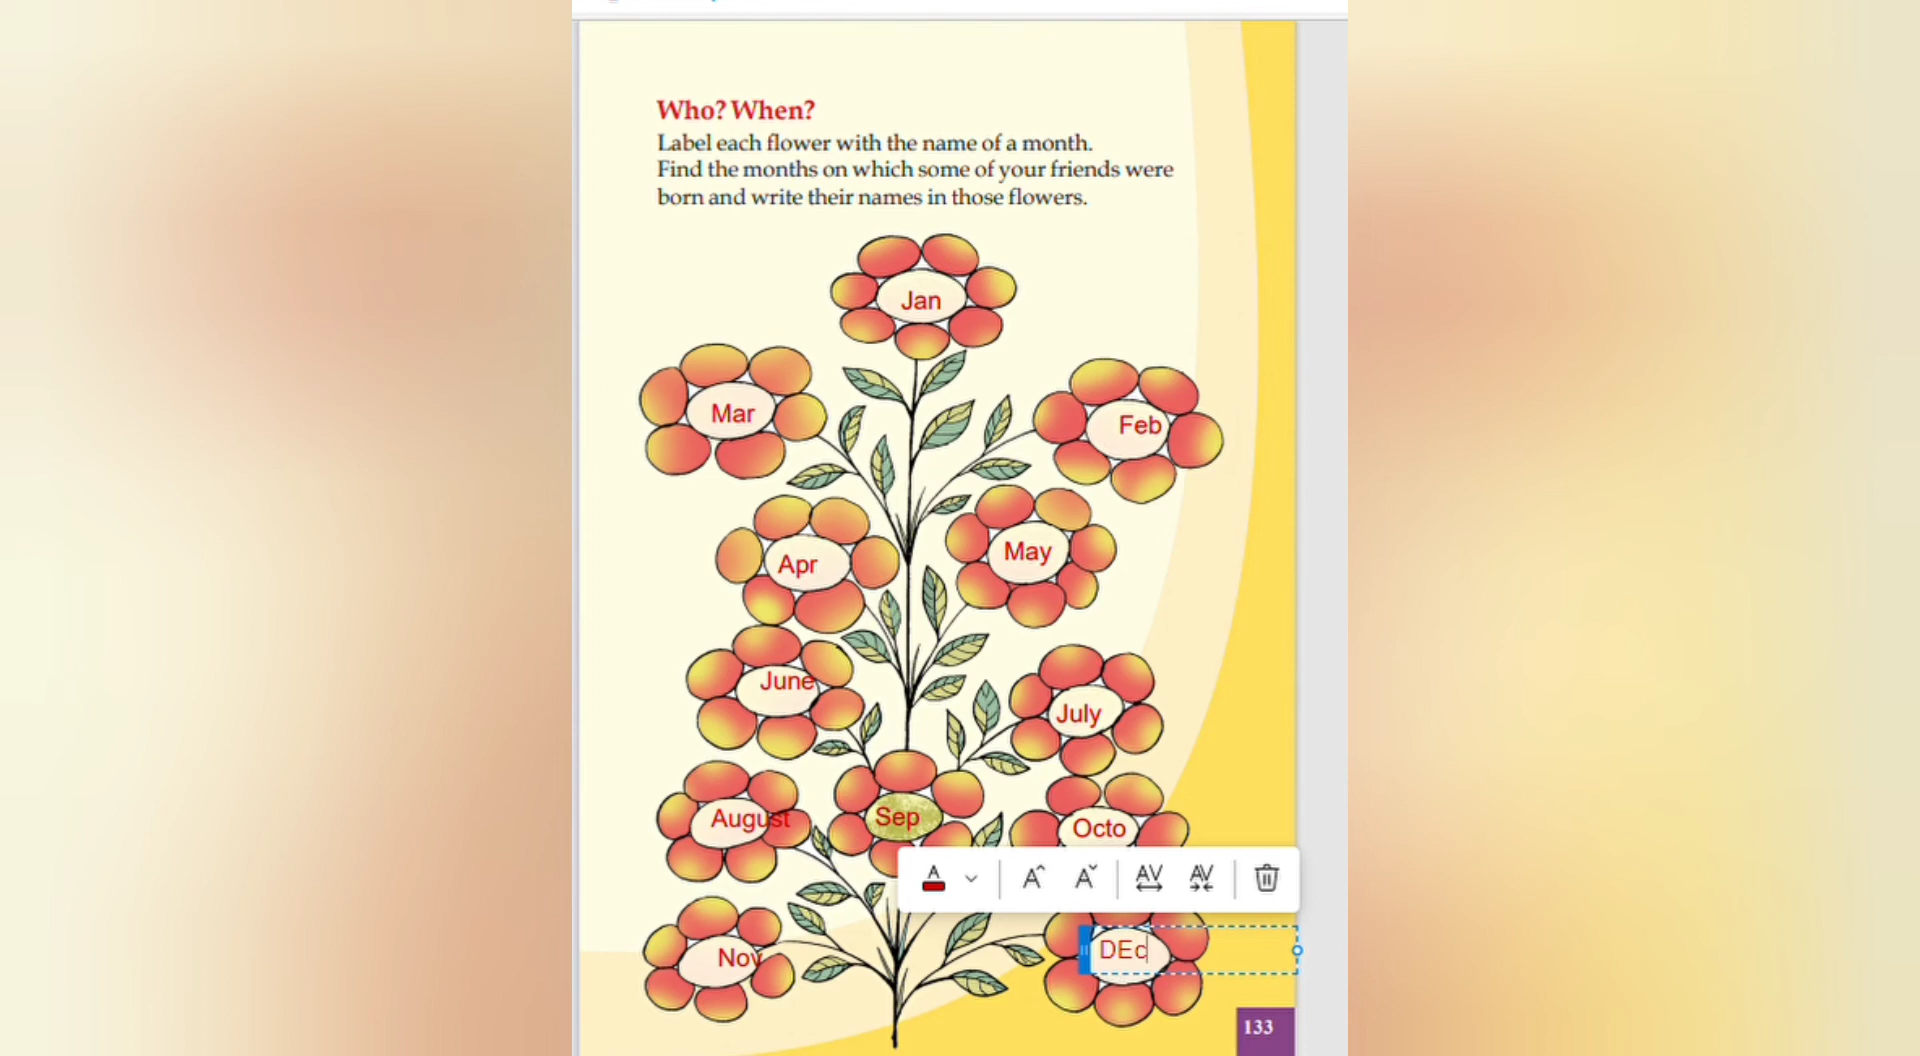 Who? When?
Label each flower with the name of a month.
Find the months on which some of your friends were
born and write their names in those flowers.
Jan
Mar
Feb
Apr
May
June
July
August
Sep
Octo
A A A AV AV
Nov
DEc
133